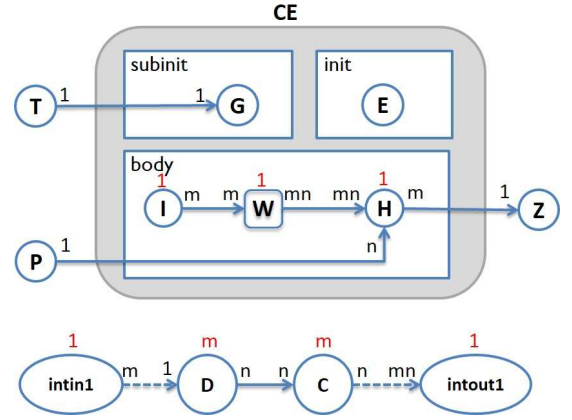 CE
subinit
init
T 1 1 G E
body
1 1 1
I m m W mn mn H m 1 Z
P 1 n
1 m m 1
intin1 m 1 D n n C n mn intout1